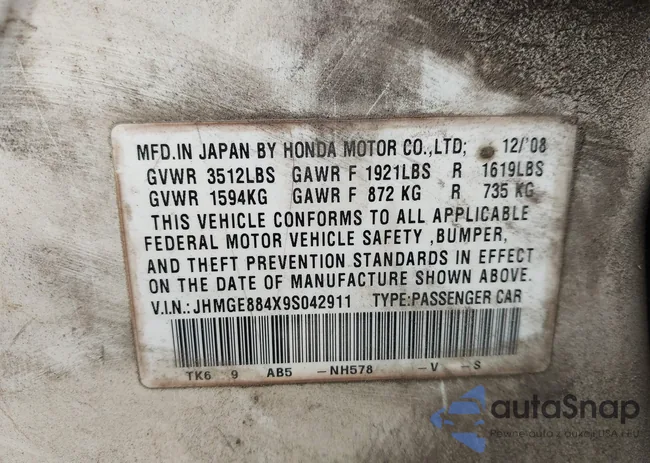 MFD.IN JAPAN BY HONDA MOTOR CO.,LTD; 12/'08
GVWR 3512LBS GAWR F 1921LBS R 1619LBS
GVWR 1594KG GAWR F 872 KG R 735 KG
THIS VEHICLE CONFORMS TO ALL APPLICABLE
FEDERAL MOTOR VEHICLE SAFETY ,BUMPER,
AND THEFT PREVENTION STANDARDS IN EFFECT
ON THE DATE OF MANUFACTURE SHOWN ABOVE.
V.I.N.: JHMGE884X9S042911 TYPE:PASSENGER CAR
TK6 9 AB5 -NH578 -V -S
autaSnap